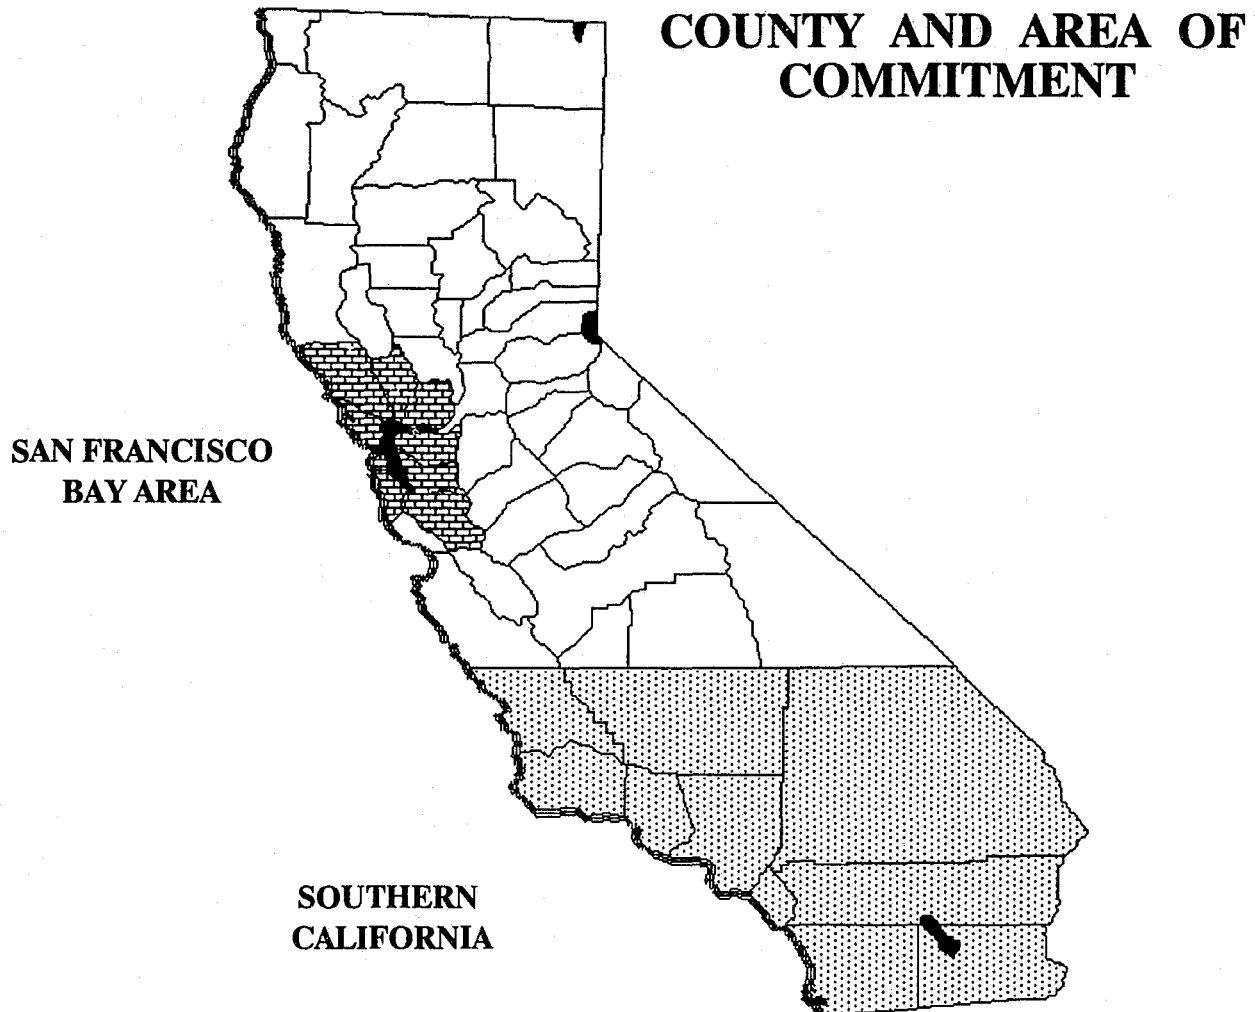 COUNTY AND AREA OF
COMMITMENT
SAN FRANCISCO
BAY AREA
SOUTHERN
CALIFORNIA